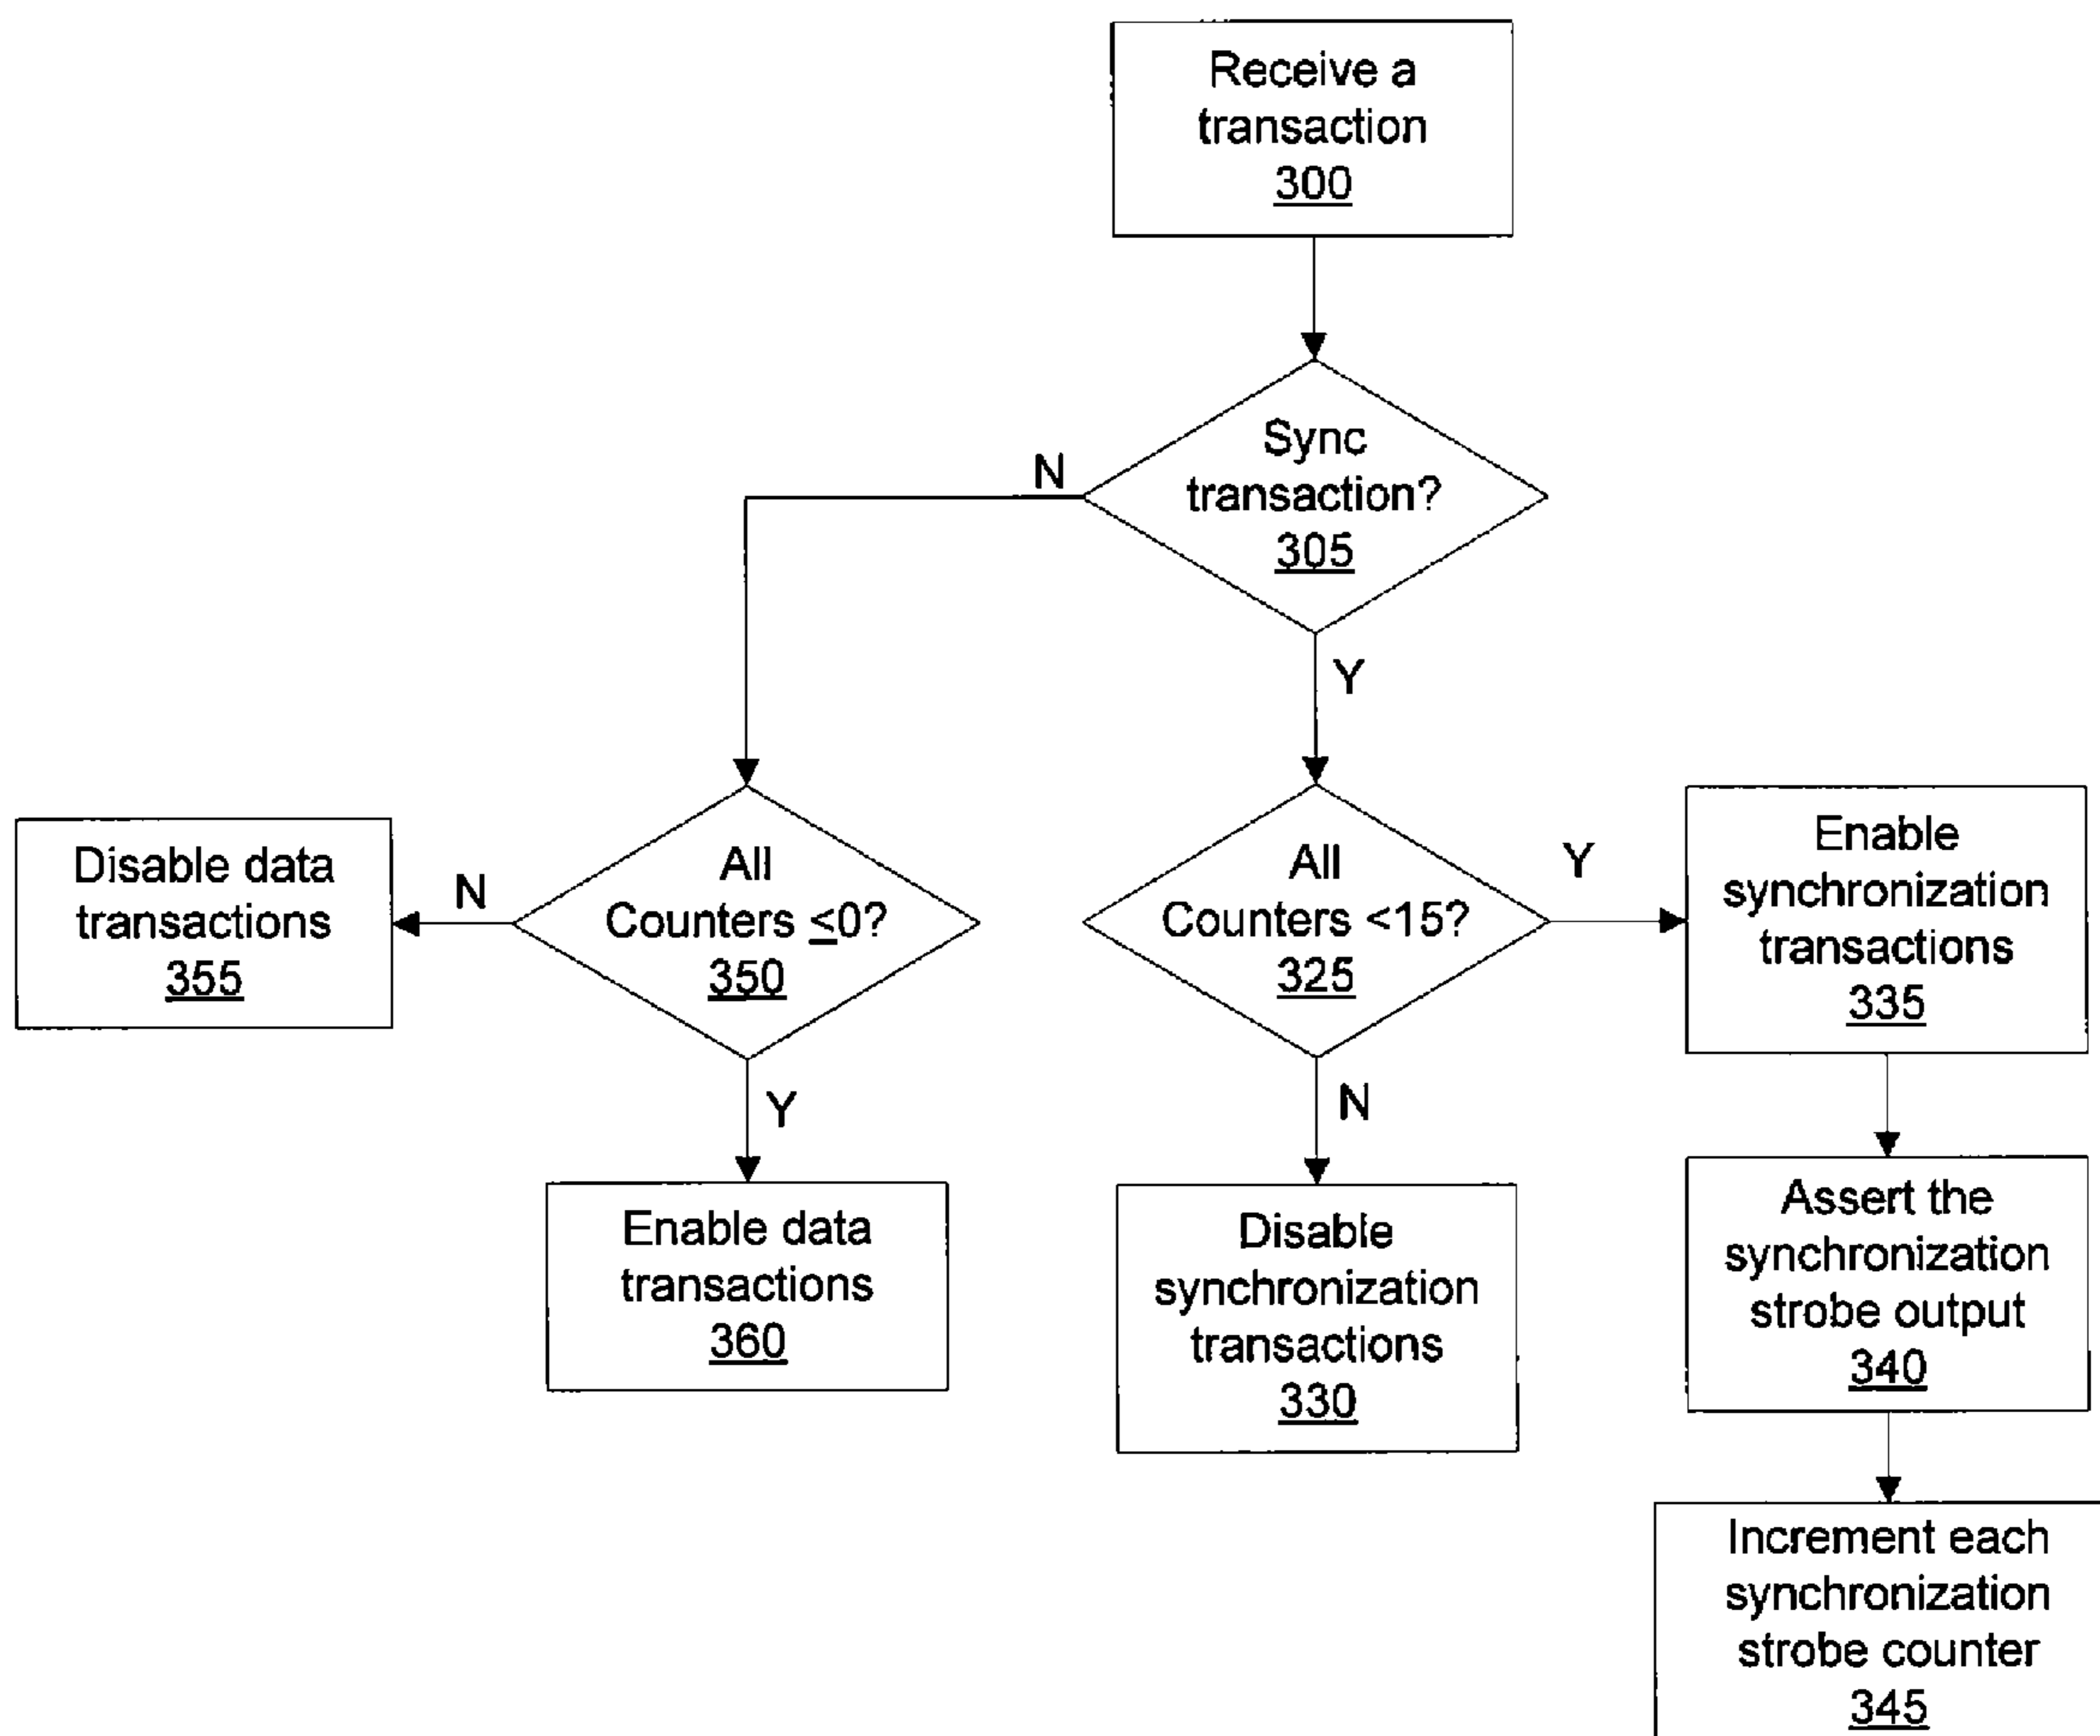 Receive a
transaction
300
Sync
transaction?
305
N
Y
Disable data
transactions
355
N
All
Counters ≤0?
350
Y
Enable data
transactions
360
All
Counters <15?
325
Y
N
Disable
synchronization
transactions
330
Enable
synchronization
transactions
335
Assert the
synchronization
strobe output
340
Increment each
synchronization
strobe counter
345